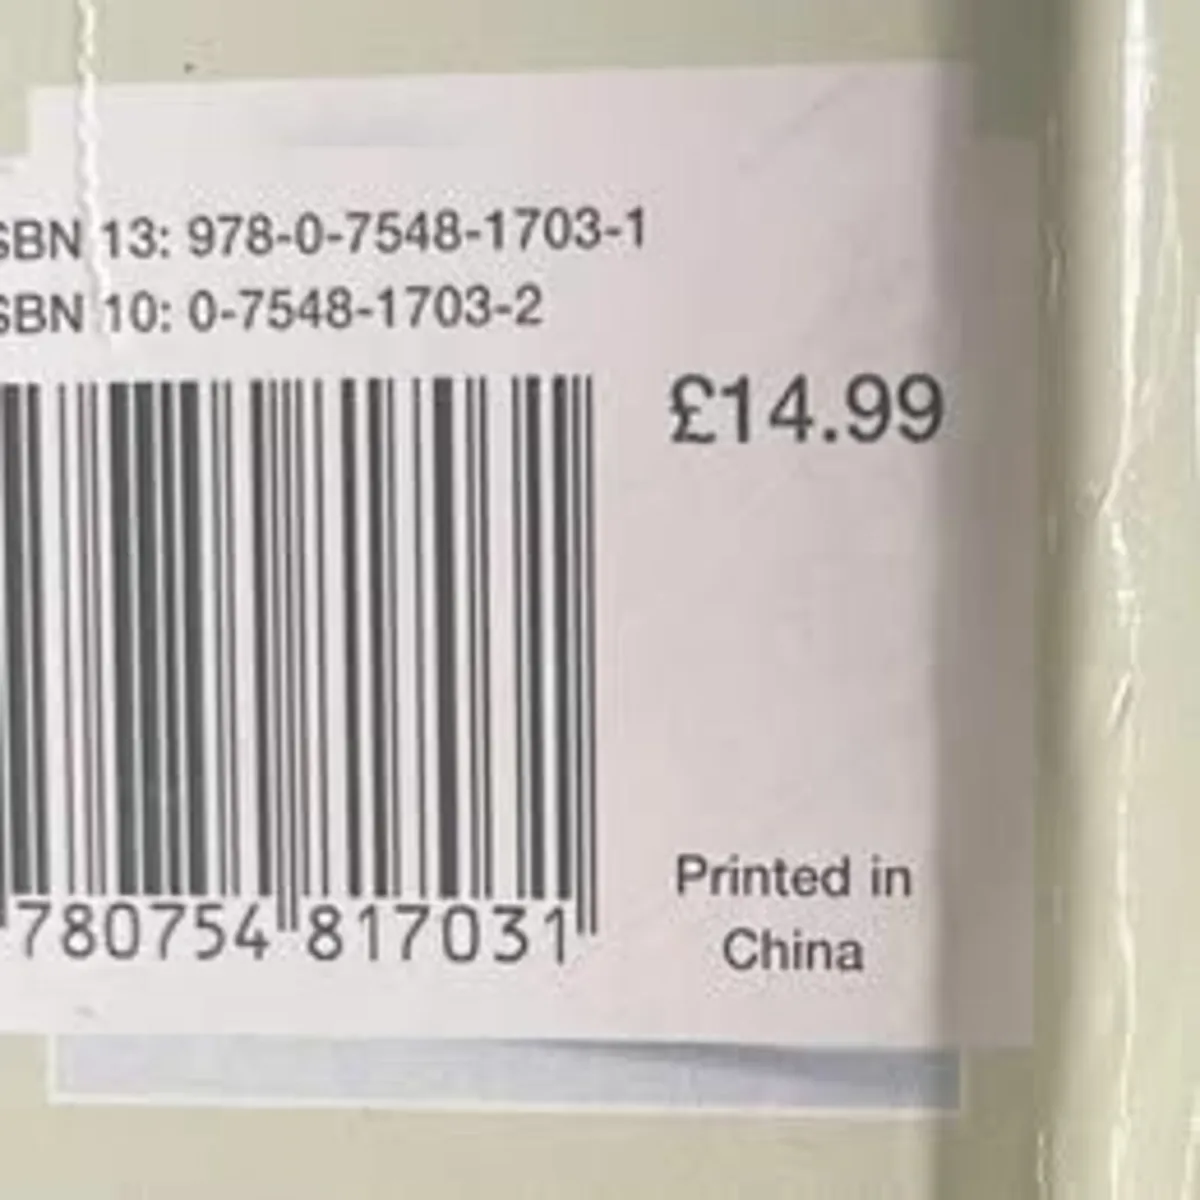 SBN 13: 978-0-7548-1703-1
SBN 10: 0-7548-1703-2
£14.99
780754 817031
Printed in
China